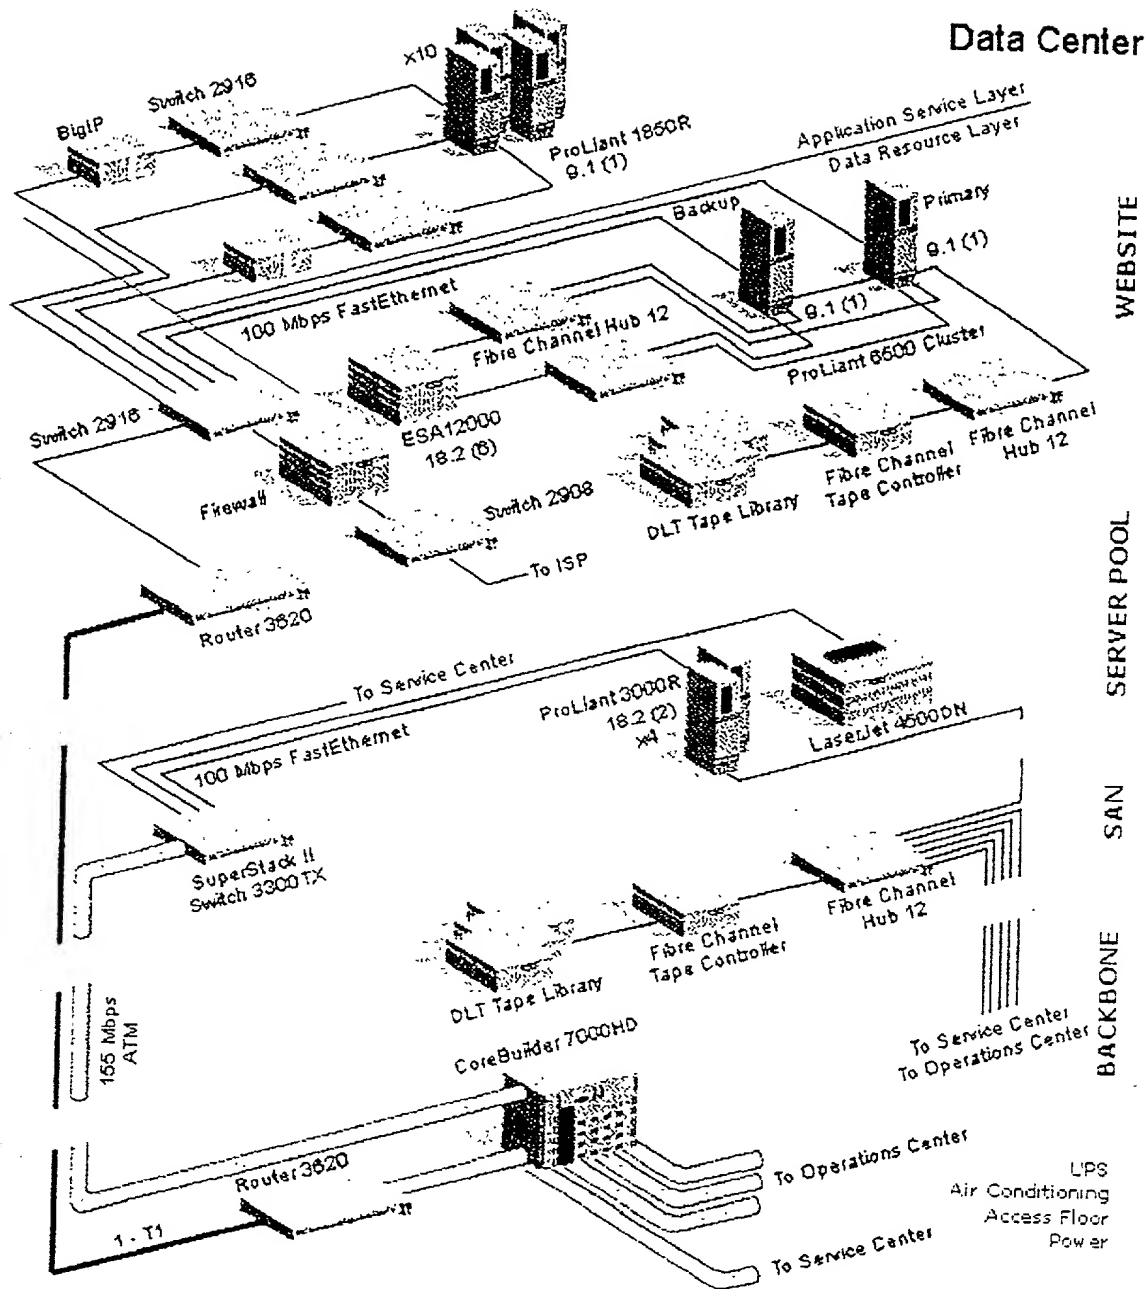 Data Center
x10
Switch 2916
BigIP
ProLiant 1850R
9.1 (1)
Application Service Layer
Data Resource Layer
Backup
Primary
9.1 (1)
WEBSITE
100 Mbps FastEthernet
Fibre Channel Hub 12
9.1 (1)
ProLiant 6500 Cluster
Switch 2916
ESA12000
18.2 (6)
Firewall
Switch 2908
DLT Tape Library
Fibre Channel
Tape Controller
Fibre Channel
Hub 12
To ISP
Router 3620
SERVER POOL
To Service Center
ProLiant 3000R
18.2 (2)
x4
LaserJet 4500DN
100 Mbps FastEthernet
SAN
SuperStack II
Switch 3300 TX
Fibre Channel
Hub 12
Fibre Channel
Tape Controller
DLT Tape Library
BACKBONE
155 Mbps
ATM
CoreBuilder 7000HD
To Service Center
To Operations Center
Router 3620
To Operations Center
1 - T1
To Service Center
UPS
Air Conditioning
Access Floor
Power